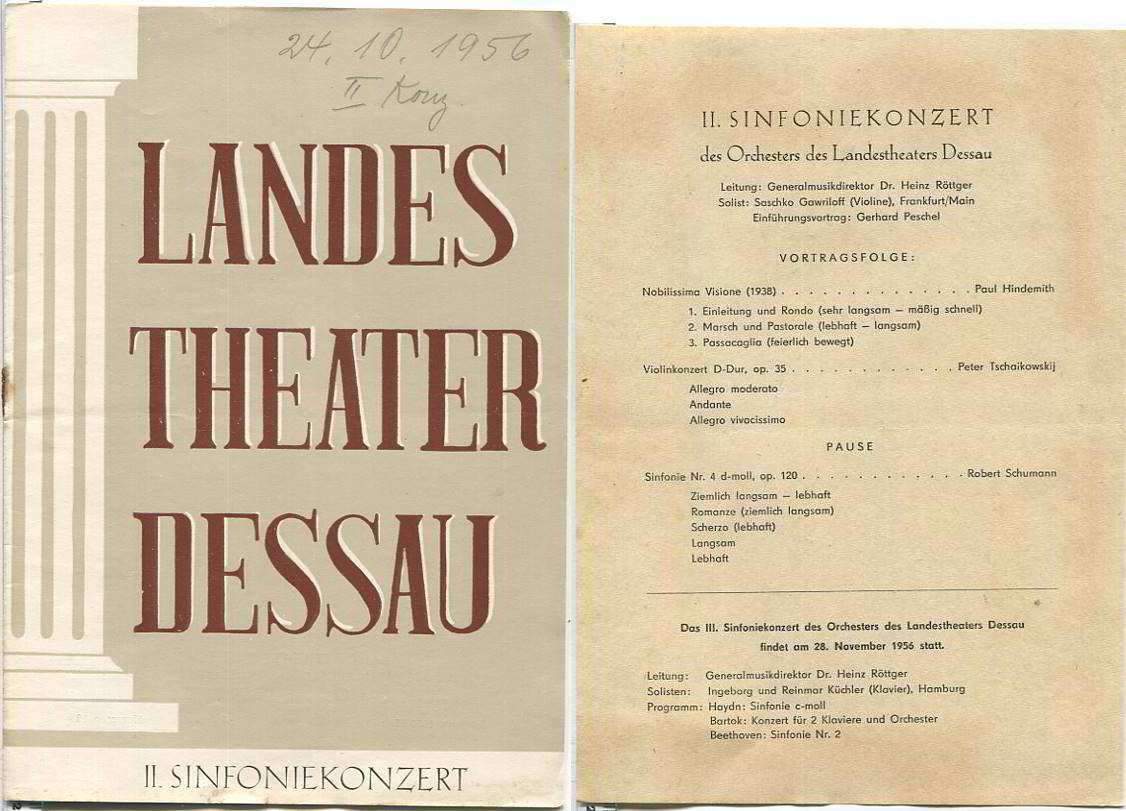 24. 10. 1956
II Konz.
LANDES
THEATER
DESSAU
II. SINFONIEKONZERT
II. SINFONIEKONZERT
des Orchesters des Landestheaters Dessau
Leitung: Generalmusikdirektor Dr. Heinz Röttger
Solist: Saschko Gawriloff (Violine), Frankfurt/Main
Einführungsvortrag: Gerhard Peschel
VORTRAGSFOLGE:
Nobilissima Visione (1938) . . . . . . . . . . . . . . Paul Hindemith
1. Einleitung und Rondo (sehr langsam – mäßig schnell)
2. Marsch und Pastorale (lebhaft – langsam)
3. Passacaglia (feierlich bewegt)
Violinkonzert D-Dur, op. 35 . . . . . . . . . . . . Peter Tschaikowskij
Allegro moderato
Andante
Allegro vivacissimo
PAUSE
Sinfonie Nr. 4 d-moll, op. 120 . . . . . . . . . . . . Robert Schumann
Ziemlich langsam – lebhaft
Romanze (ziemlich langsam)
Scherzo (lebhaft)
Langsam
Lebhaft
Das III. Sinfoniekonzert des Orchesters des Landestheaters Dessau
findet am 28. November 1956 statt.
Leitung: Generalmusikdirektor Dr. Heinz Röttger
Solisten: Ingeborg und Reinmar Küchler (Klavier), Hamburg
Programm: Haydn: Sinfonie c-moll
Bartok: Konzert für 2 Klaviere und Orchester
Beethoven: Sinfonie Nr. 2